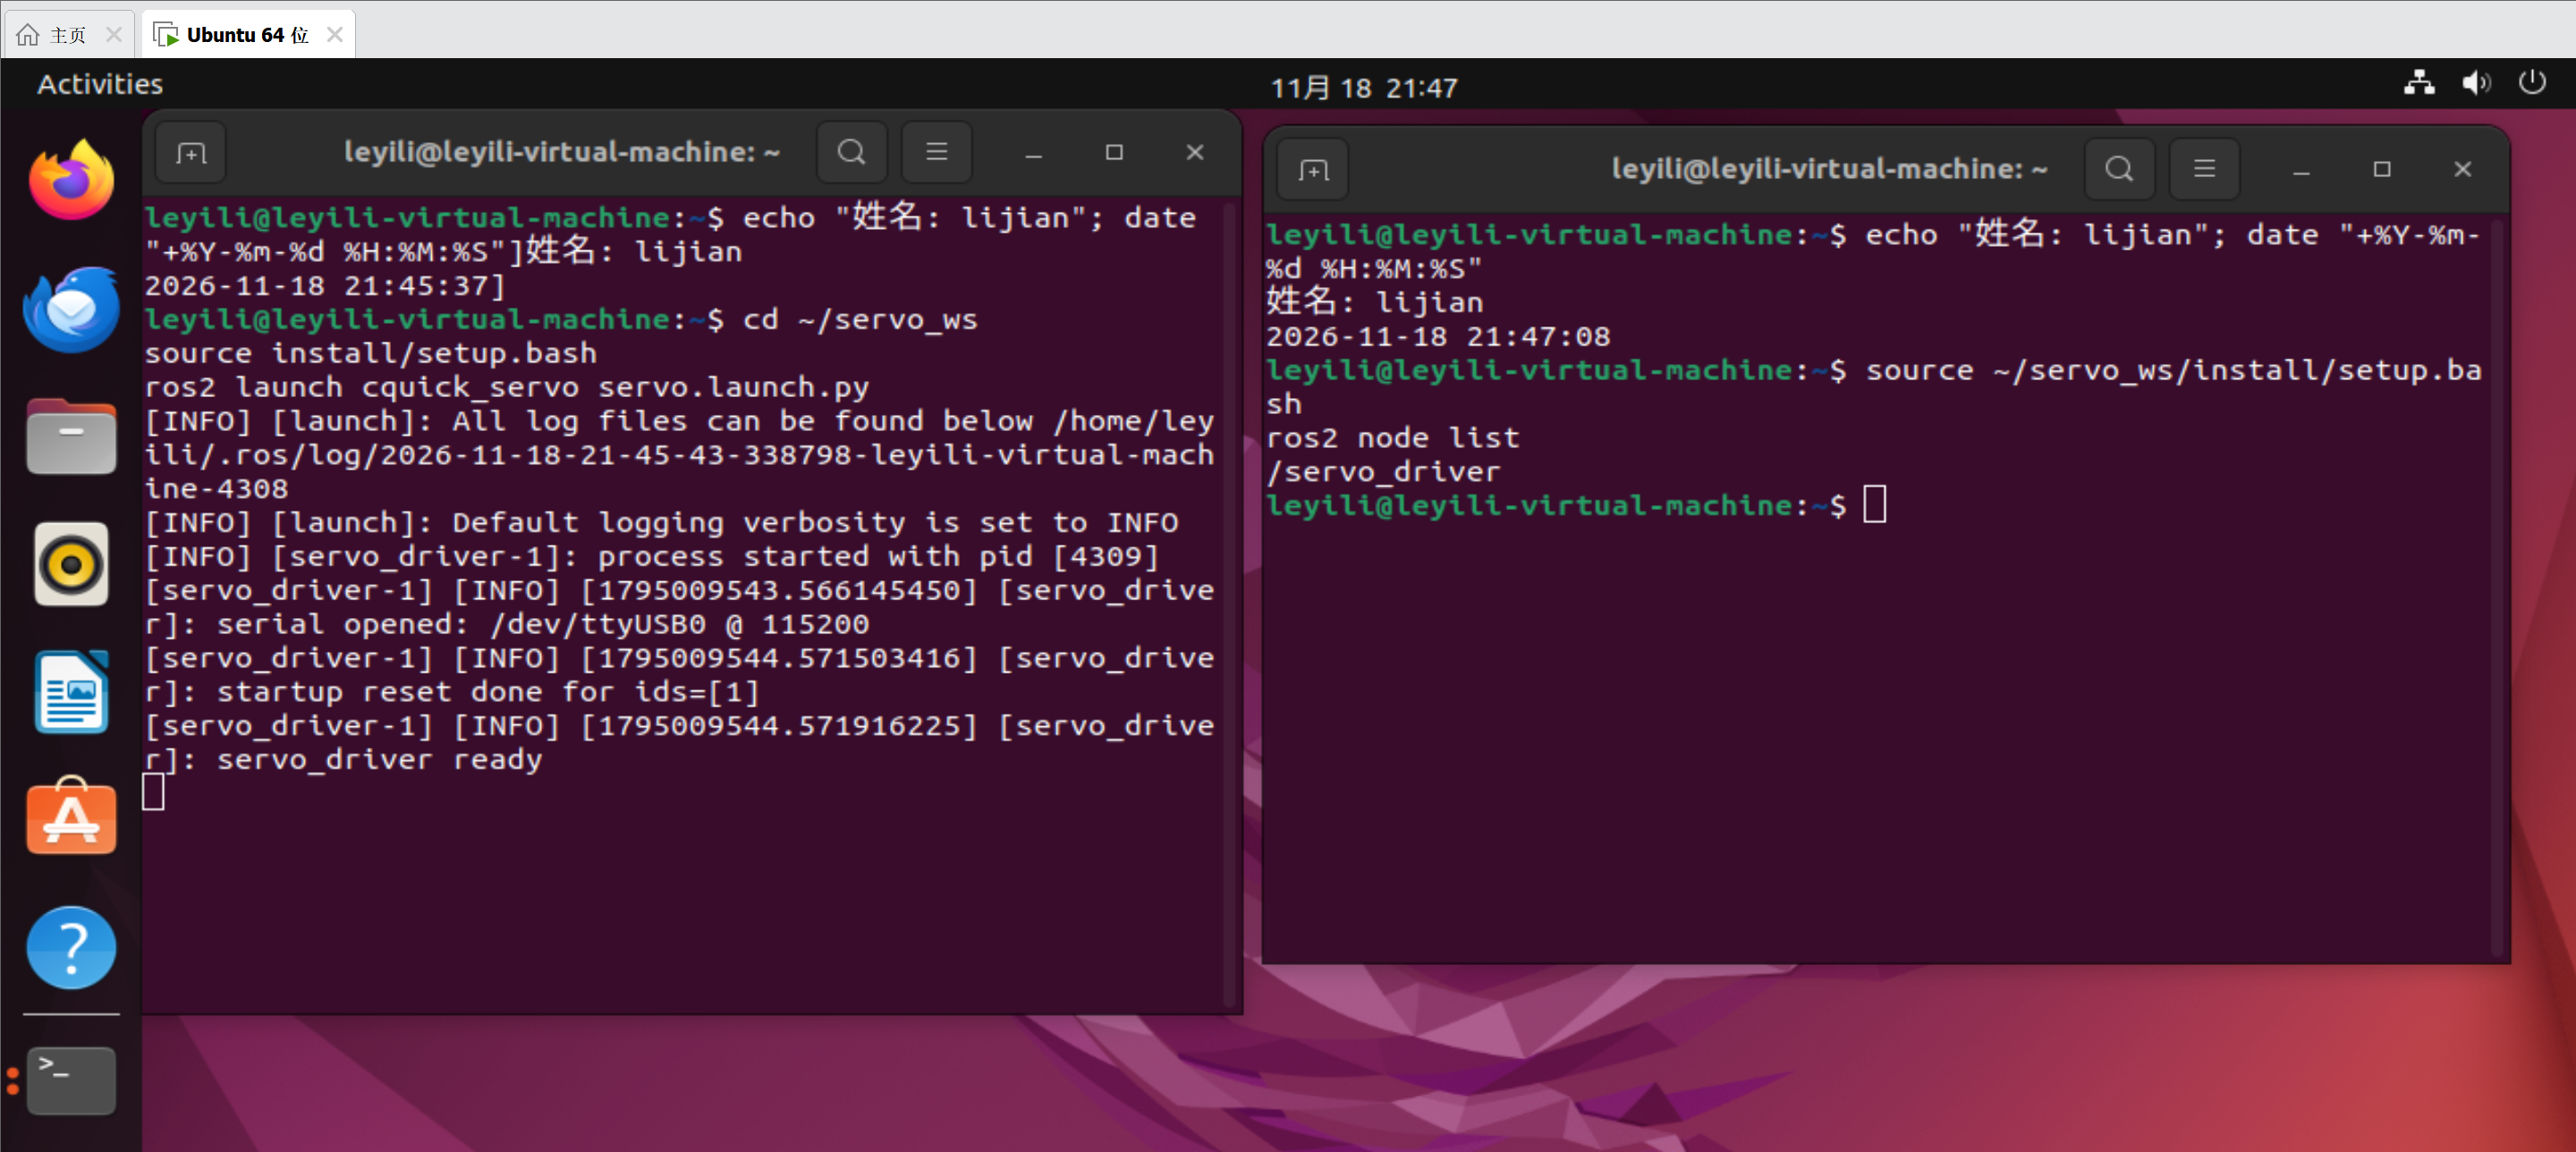 主页
Ubuntu 64 位
Activities
11月 18 21:47
leyili@leyili-virtual-machine: ~
leyili@leyili-virtual-machine:~$ echo "姓名: lijian"; date
"+%Y-%m-%d %H:%M:%S"]姓名: lijian
2026-11-18 21:45:37]
leyili@leyili-virtual-machine:~$ cd ~/servo_ws
source install/setup.bash
ros2 launch cquick_servo servo.launch.py
[INFO] [launch]: All log files can be found below /home/ley
ili/.ros/log/2026-11-18-21-45-43-338798-leyili-virtual-mach
ine-4308
[INFO] [launch]: Default logging verbosity is set to INFO
[INFO] [servo_driver-1]: process started with pid [4309]
[servo_driver-1] [INFO] [1795009543.566145450] [servo_drive
r]: serial opened: /dev/ttyUSB0 @ 115200
[servo_driver-1] [INFO] [1795009544.571503416] [servo_drive
r]: startup reset done for ids=[1]
[servo_driver-1] [INFO] [1795009544.571916225] [servo_drive
r]: servo_driver ready
leyili@leyili-virtual-machine: ~
leyili@leyili-virtual-machine:~$ echo "姓名: lijian"; date "+%Y-%m-
%d %H:%M:%S"
姓名: lijian
2026-11-18 21:47:08
leyili@leyili-virtual-machine:~$ source ~/servo_ws/install/setup.ba
sh
ros2 node list
/servo_driver
leyili@leyili-virtual-machine:~$